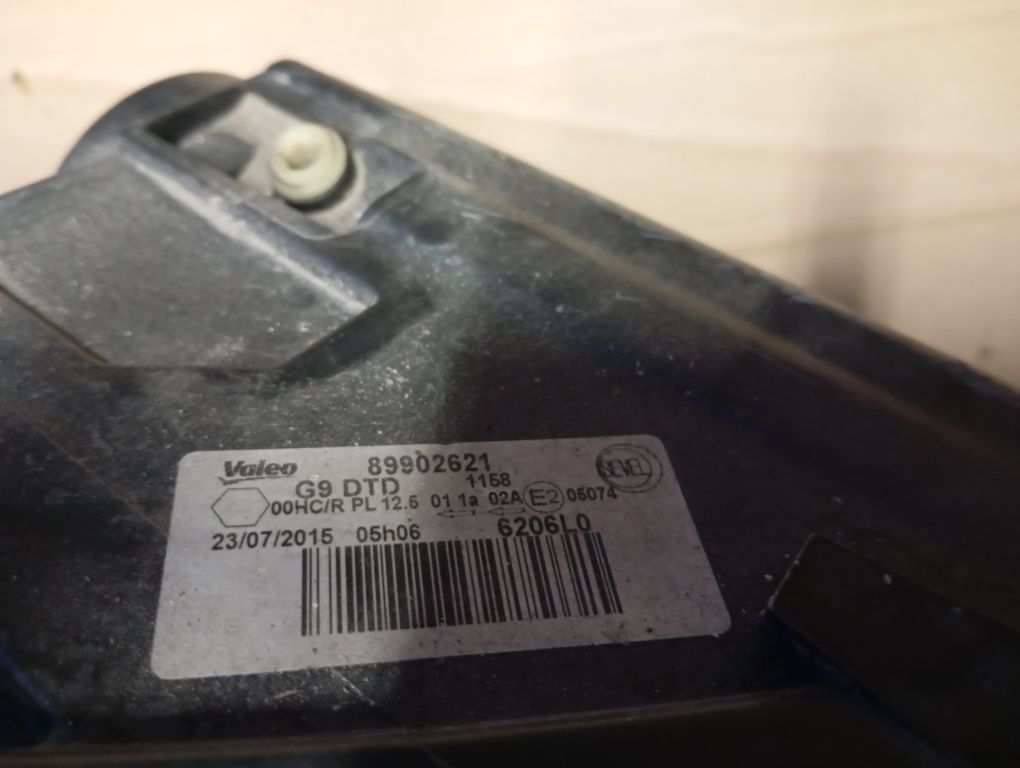 Valeo 89902621
G9 DTD 1158 SEVEL
00HC/R PL 12.5 01 1a 02A E2 05074
23/07/2015 05h06 6206L0